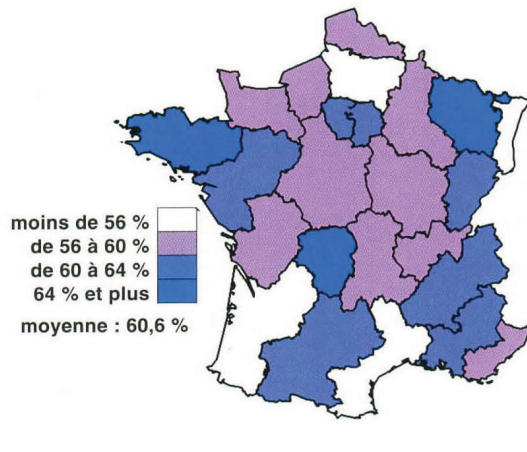 moins de 56 %
de 56 à 60 %
de 60 à 64 %
64 % et plus
moyenne : 60,6 %